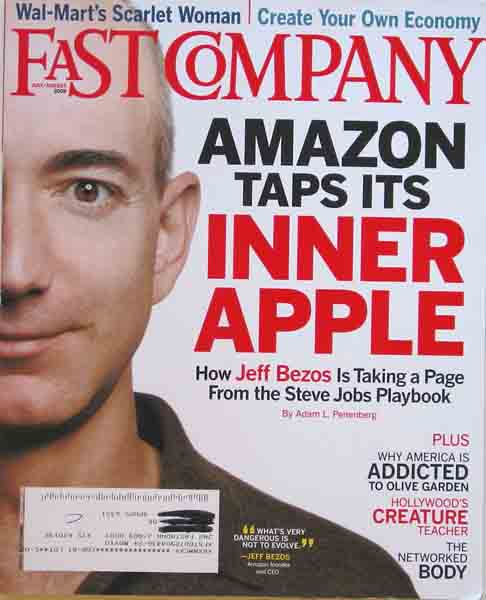 Wal-Mart's Scarlet Woman | Create Your Own Economy
FAST COMPANY
2009
AMAZON
TAPS ITS
INNER
APPLE
How Jeff Bezos Is Taking a Page
From the Steve Jobs Playbook
By Adam L. Penenberg
PLUS
WHY AMERICA IS
ADDICTED
TO OLIVE GARDEN
HOLLYWOOD'S
CREATURE
TEACHER
THE
NETWORKED
BODY
"WHAT'S VERY
DANGEROUS IS
NOT TO EVOLVE."
—JEFF BEZOS
Amazon founder
and CEO